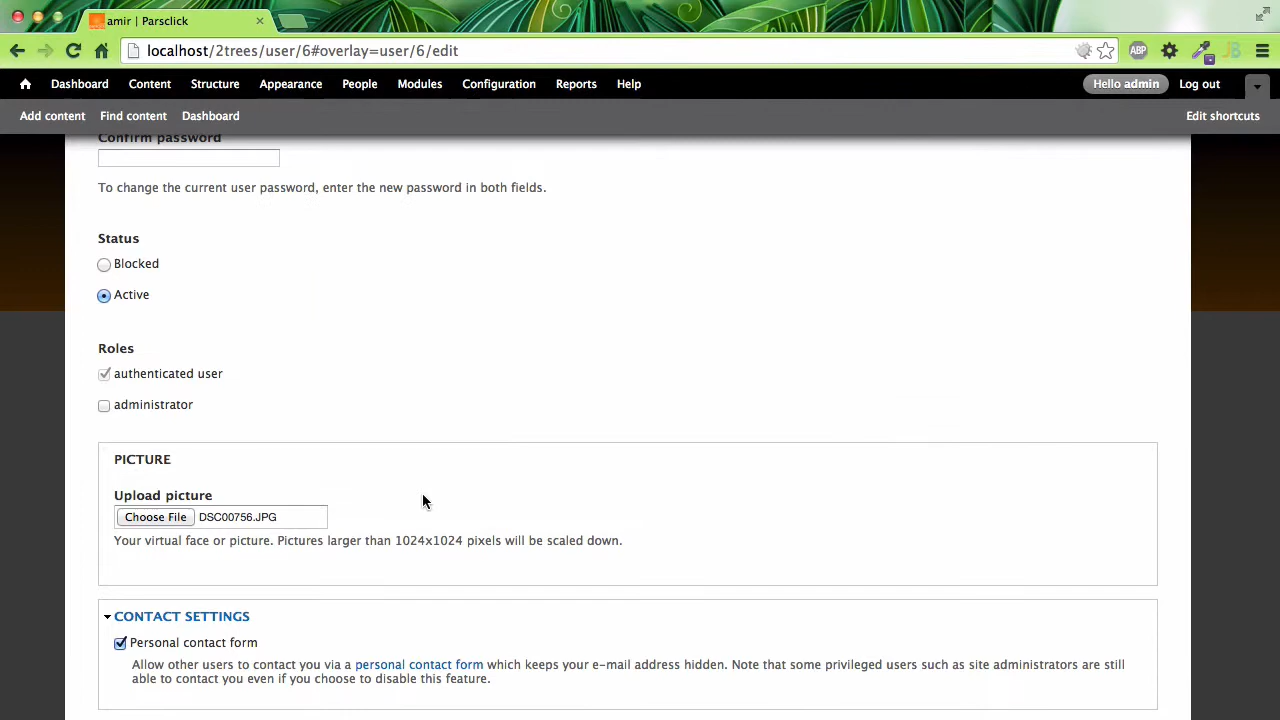 amir | Parsclick
localhost/2trees/user/6#overlay=user/6/edit
ABP
Dashboard Content Structure Appearance People Modules Configuration Reports Help Hello admin Log out
Add content Find content Dashboard Edit shortcuts
Confirm password
To change the current user password, enter the new password in both fields.
Status
Blocked
Active
Roles
authenticated user
administrator
PICTURE
Upload picture
Choose File DSC00756.JPG
Your virtual face or picture. Pictures larger than 1024x1024 pixels will be scaled down.
CONTACT SETTINGS
Personal contact form
Allow other users to contact you via a personal contact form which keeps your e-mail address hidden. Note that some privileged users such as site administrators are still
able to contact you even if you choose to disable this feature.